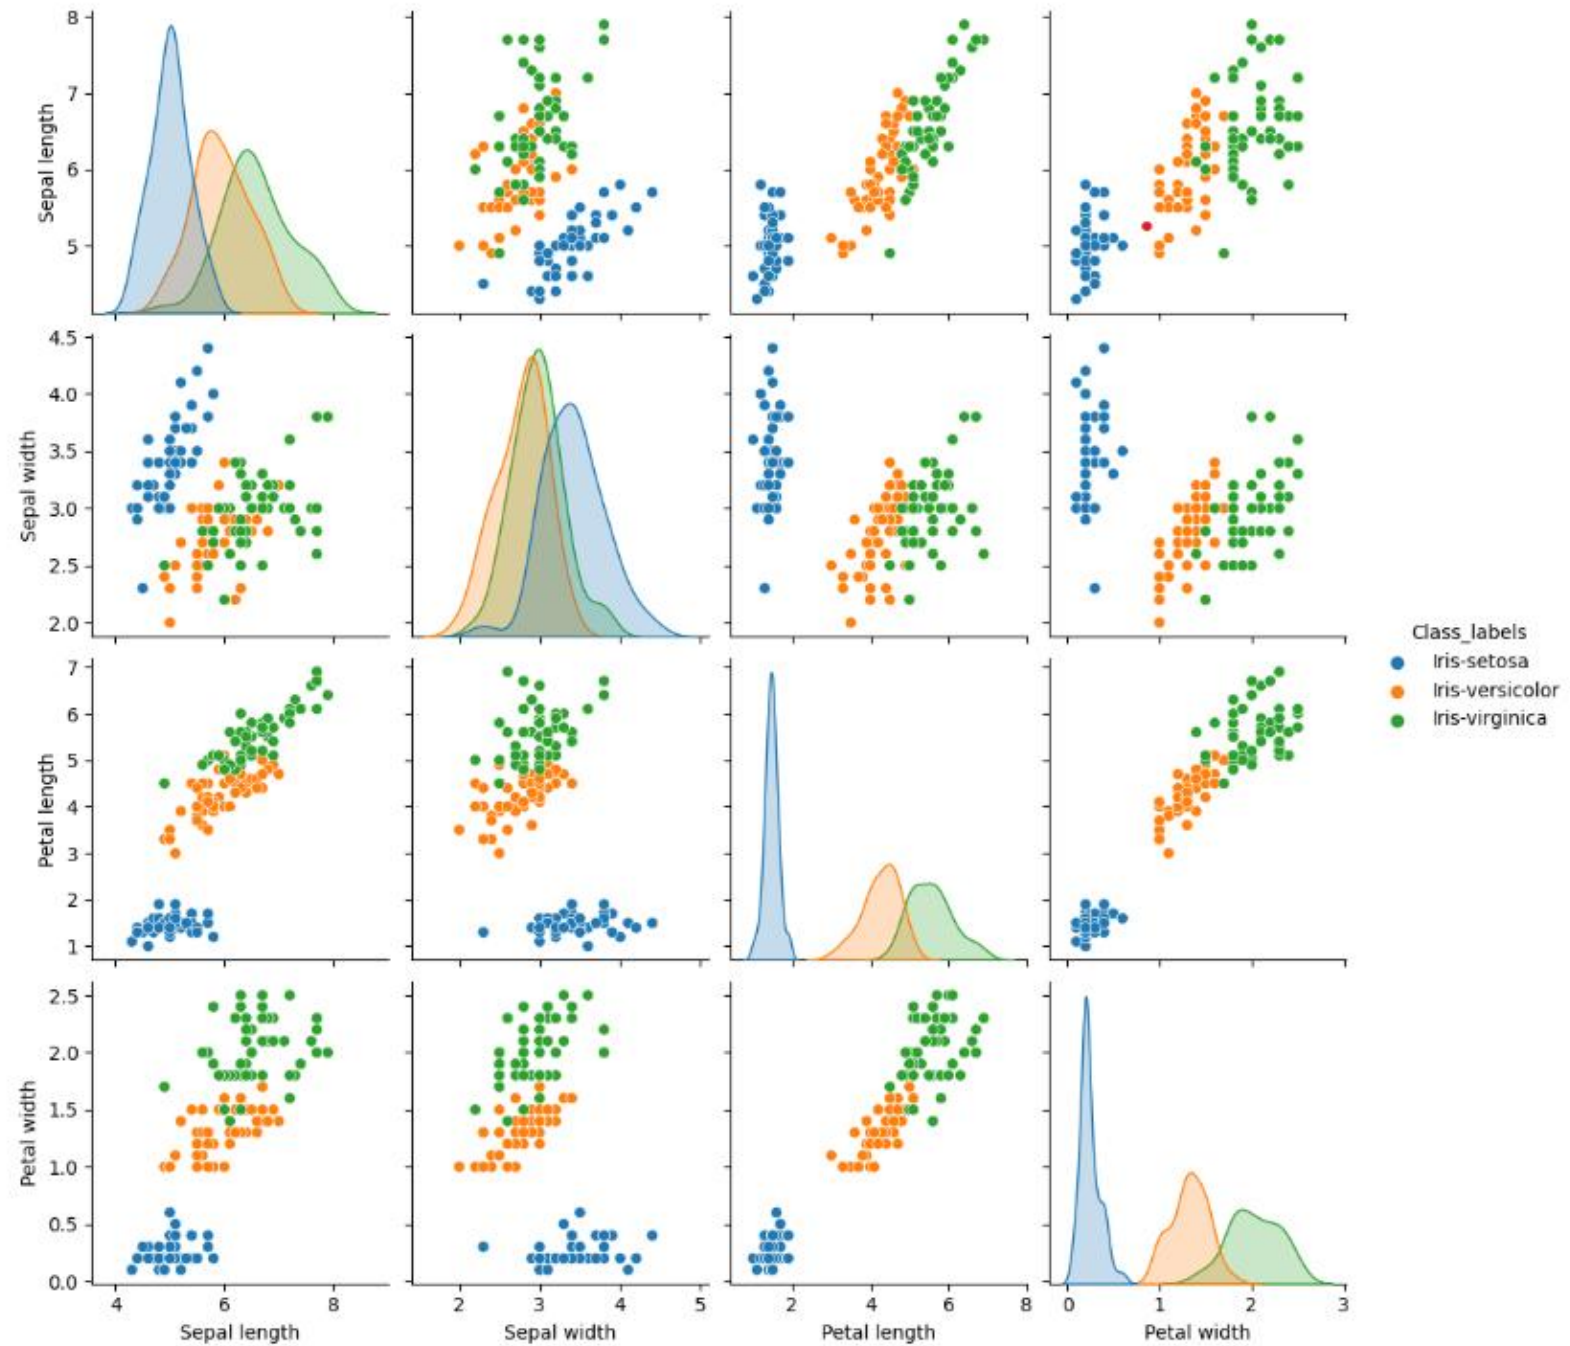 8
7
6
5
Sepal length
4.5
4.0
3.5
3.0
2.5
2.0
Sepal width
Class_labels
Iris-setosa
Iris-versicolor
Iris-virginica
7
6
5
4
3
2
1
Petal length
2.5
2.0
1.5
1.0
0.5
0.0
Petal width
4 6 8 2 3 4 5 2 4 6 8 0 1 2 3
Sepal length Sepal width Petal length Petal width